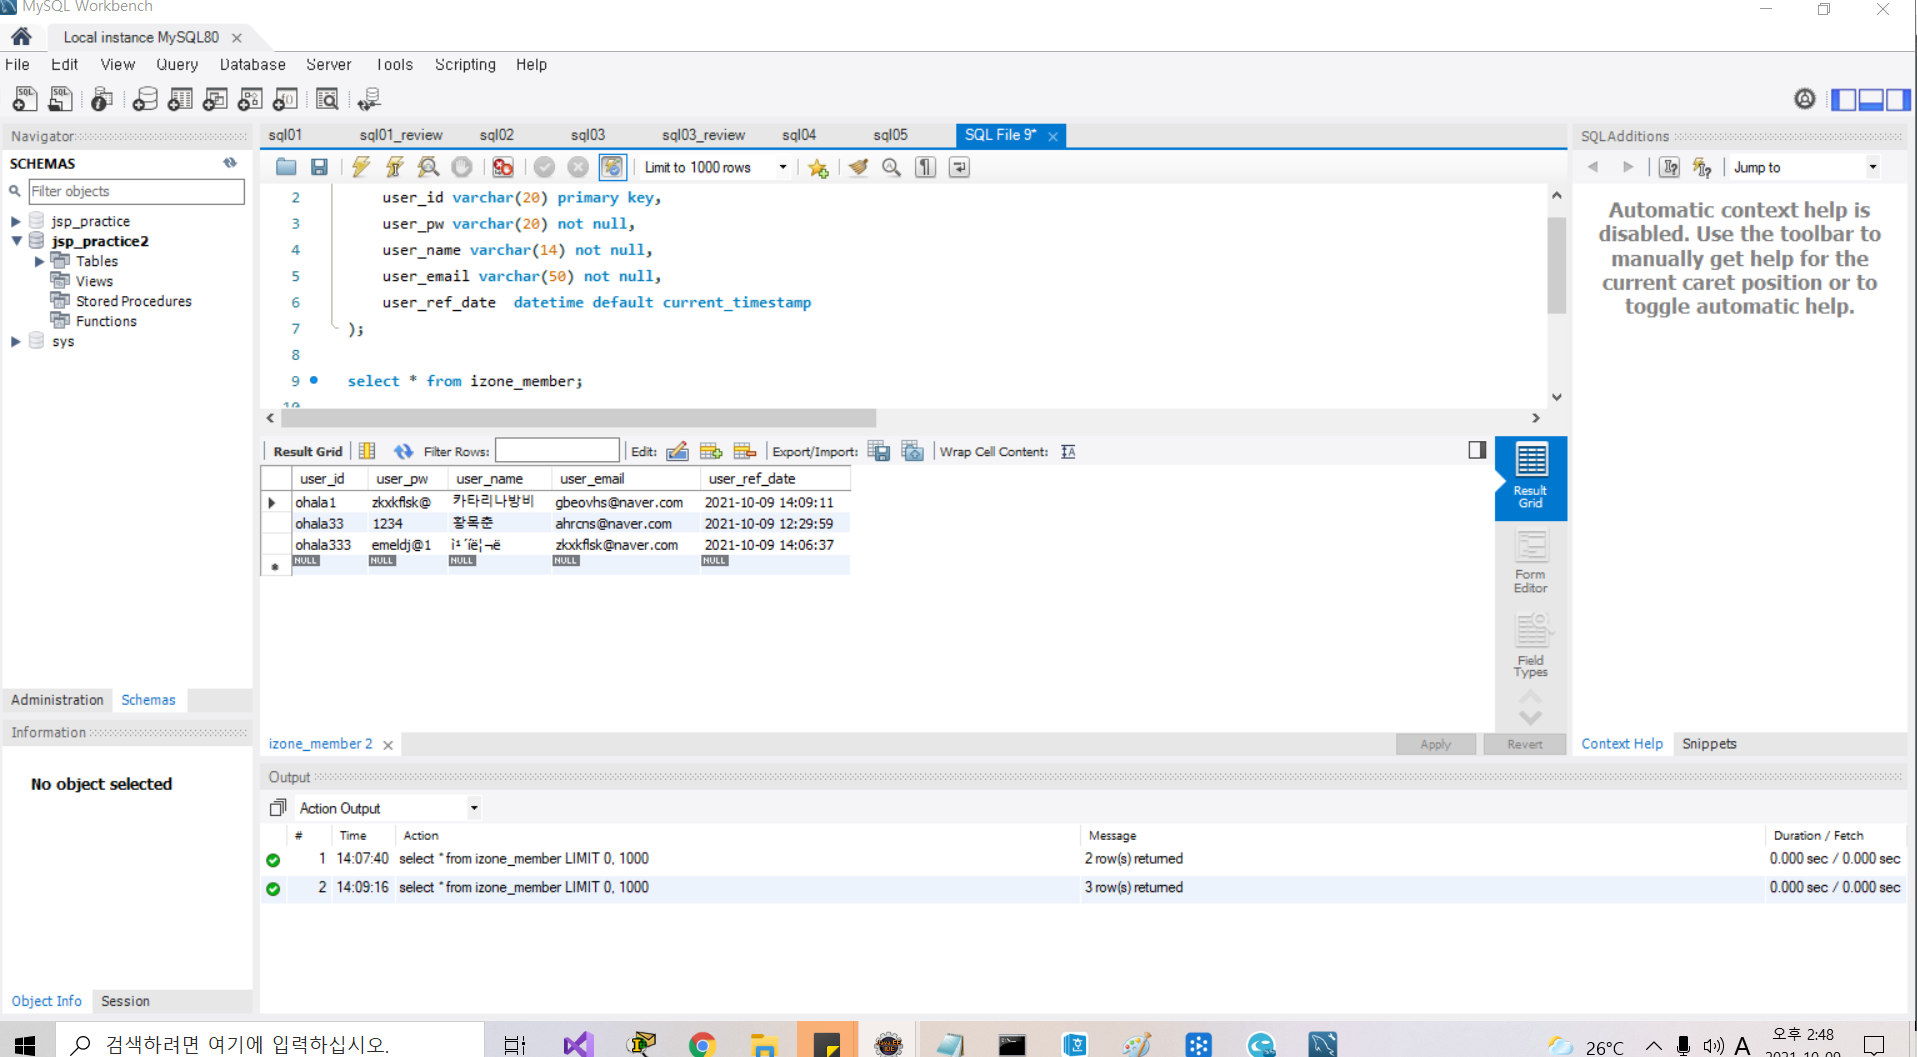 MySQL Workbench
Local instance MySQL80
File Edit View Query Database Server Tools Scripting Help
Navigator
SCHEMAS
Filter objects
jsp_practice
jsp_practice2
Tables
Views
Stored Procedures
Functions
sys
Administration Schemas
Information
No object selected
Object Info Session
sql01 sql01_review sql02 sql03 sql03_review sql04 sql05 SQL File 9*
Limit to 1000 rows
2 user_id varchar(20) primary key,
3 user_pw varchar(20) not null,
4 user_name varchar(14) not null,
5 user_email varchar(50) not null,
6 user_ref_date datetime default current_timestamp
7 );
8
9 select * from izone_member;
10
Result Grid Filter Rows: Edit: Export/Import: Wrap Cell Content:
user_id user_pw user_name user_email user_ref_date
ohala1 zkxkflsk@ 카타리나방비 gbeovhs@naver.com 2021-10-09 14:09:11
ohala33 1234 황목춘 ahrcns@naver.com 2021-10-09 12:29:59
ohala333 emeldj@1 ì¹´íë¦¬ë zkxkflsk@naver.com 2021-10-09 14:06:37
NULL NULL NULL NULL NULL
Result
Grid
Form
Editor
Field
Types
izone_member 2
Apply Revert
SQLAdditions
Jump to
Automatic context help is
disabled. Use the toolbar to
manually get help for the
current caret position or to
toggle automatic help.
Context Help Snippets
Output
Action Output
# Time Action Message Duration / Fetch
1 14:07:40 select * from izone_member LIMIT 0, 1000 2 row(s) returned 0.000 sec / 0.000 sec
2 14:09:16 select * from izone_member LIMIT 0, 1000 3 row(s) returned 0.000 sec / 0.000 sec
검색하려면 여기에 입력하십시오.
26°C
A
오후 2:48
2021-10-09